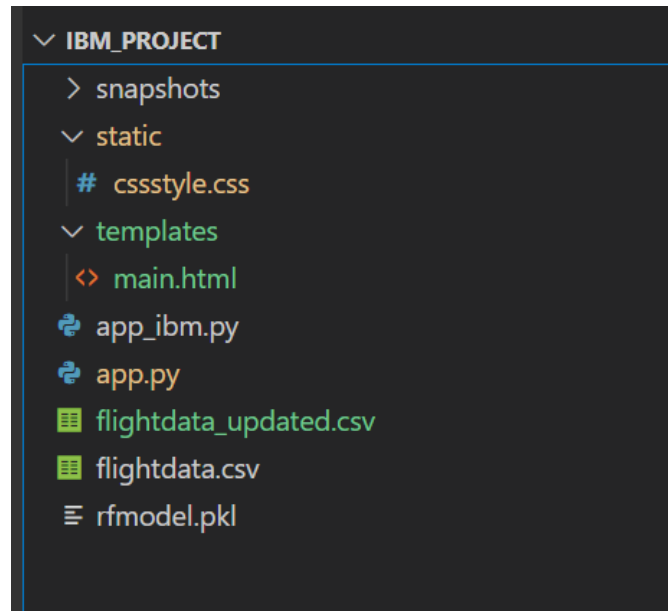 IBM_PROJECT
snapshots
static
# cssstyle.css
templates
<> main.html
app_ibm.py
app.py
flightdata_updated.csv
flightdata.csv
rfmodel.pkl